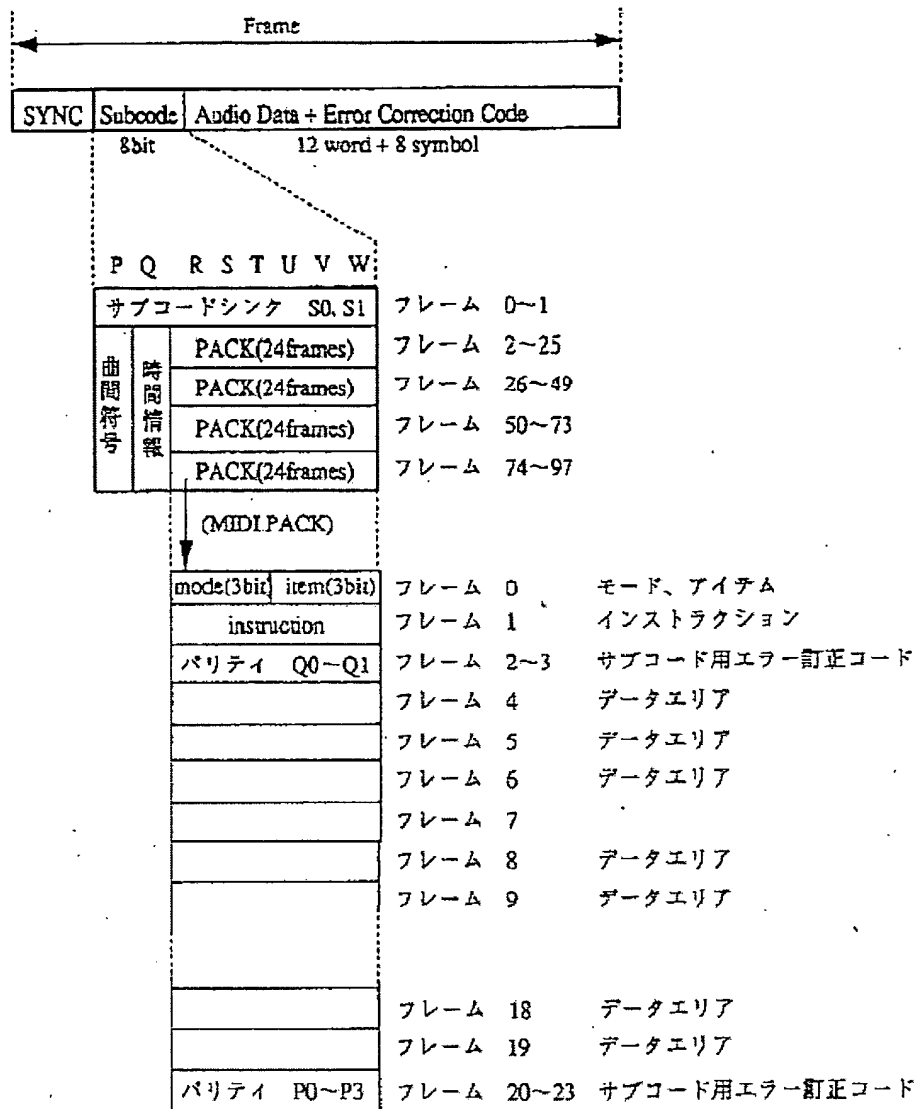 Frame
SYNC Subcode Audio Data + Error Correction Code
8bit 12 word + 8 symbol
P Q R S T U V W
サブコードシンク S0、S1 フレーム 0~1
曲間符号
時間情報
PACK(24frames) フレーム 2~25
PACK(24frames) フレーム 26~49
PACK(24frames) フレーム 50~73
PACK(24frames) フレーム 74~97
(MIDI.PACK)
mode(3bit) item(3bit) フレーム 0 モード、アイテム
instruction フレーム 1 インストラクション
パリティ Q0~Q1 フレーム 2~3 サブコード用エラー訂正コード
フレーム 4 データエリア
フレーム 5 データエリア
フレーム 6 データエリア
フレーム 7
フレーム 8 データエリア
フレーム 9 データエリア
フレーム 18 データエリア
フレーム 19 データエリア
パリティ P0~P3 フレーム 20~23 サブコード用エラー訂正コード